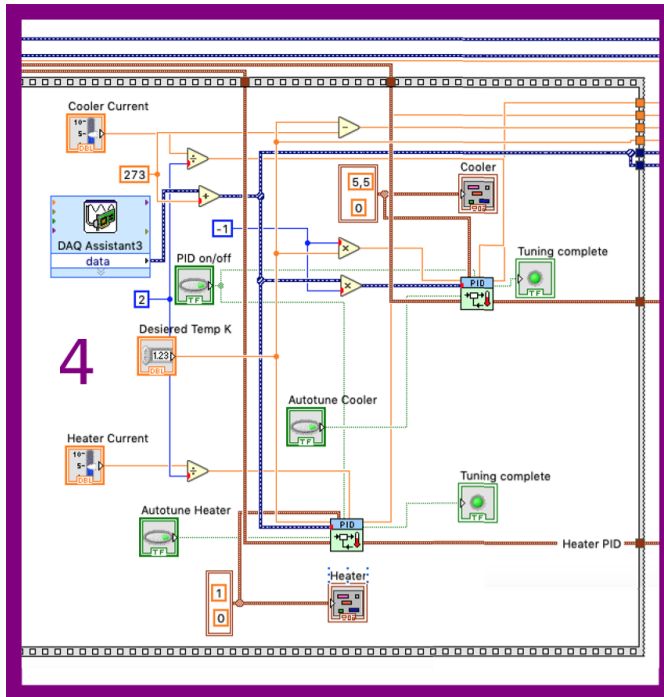 Cooler Current
10-
5-
DBL
273
÷
-
+
DAQ Assistant3
data
5,5
0
Cooler
-1
×
×
PID on/off
TF
PID
Tuning complete
TF
2
Desiered Temp K
1.23
DBL
4
Autotune Cooler
TF
Heater Current
10-
5-
DBL
÷
Tuning complete
TF
Autotune Heater
TF
PID
Heater PID
1
0
Heater